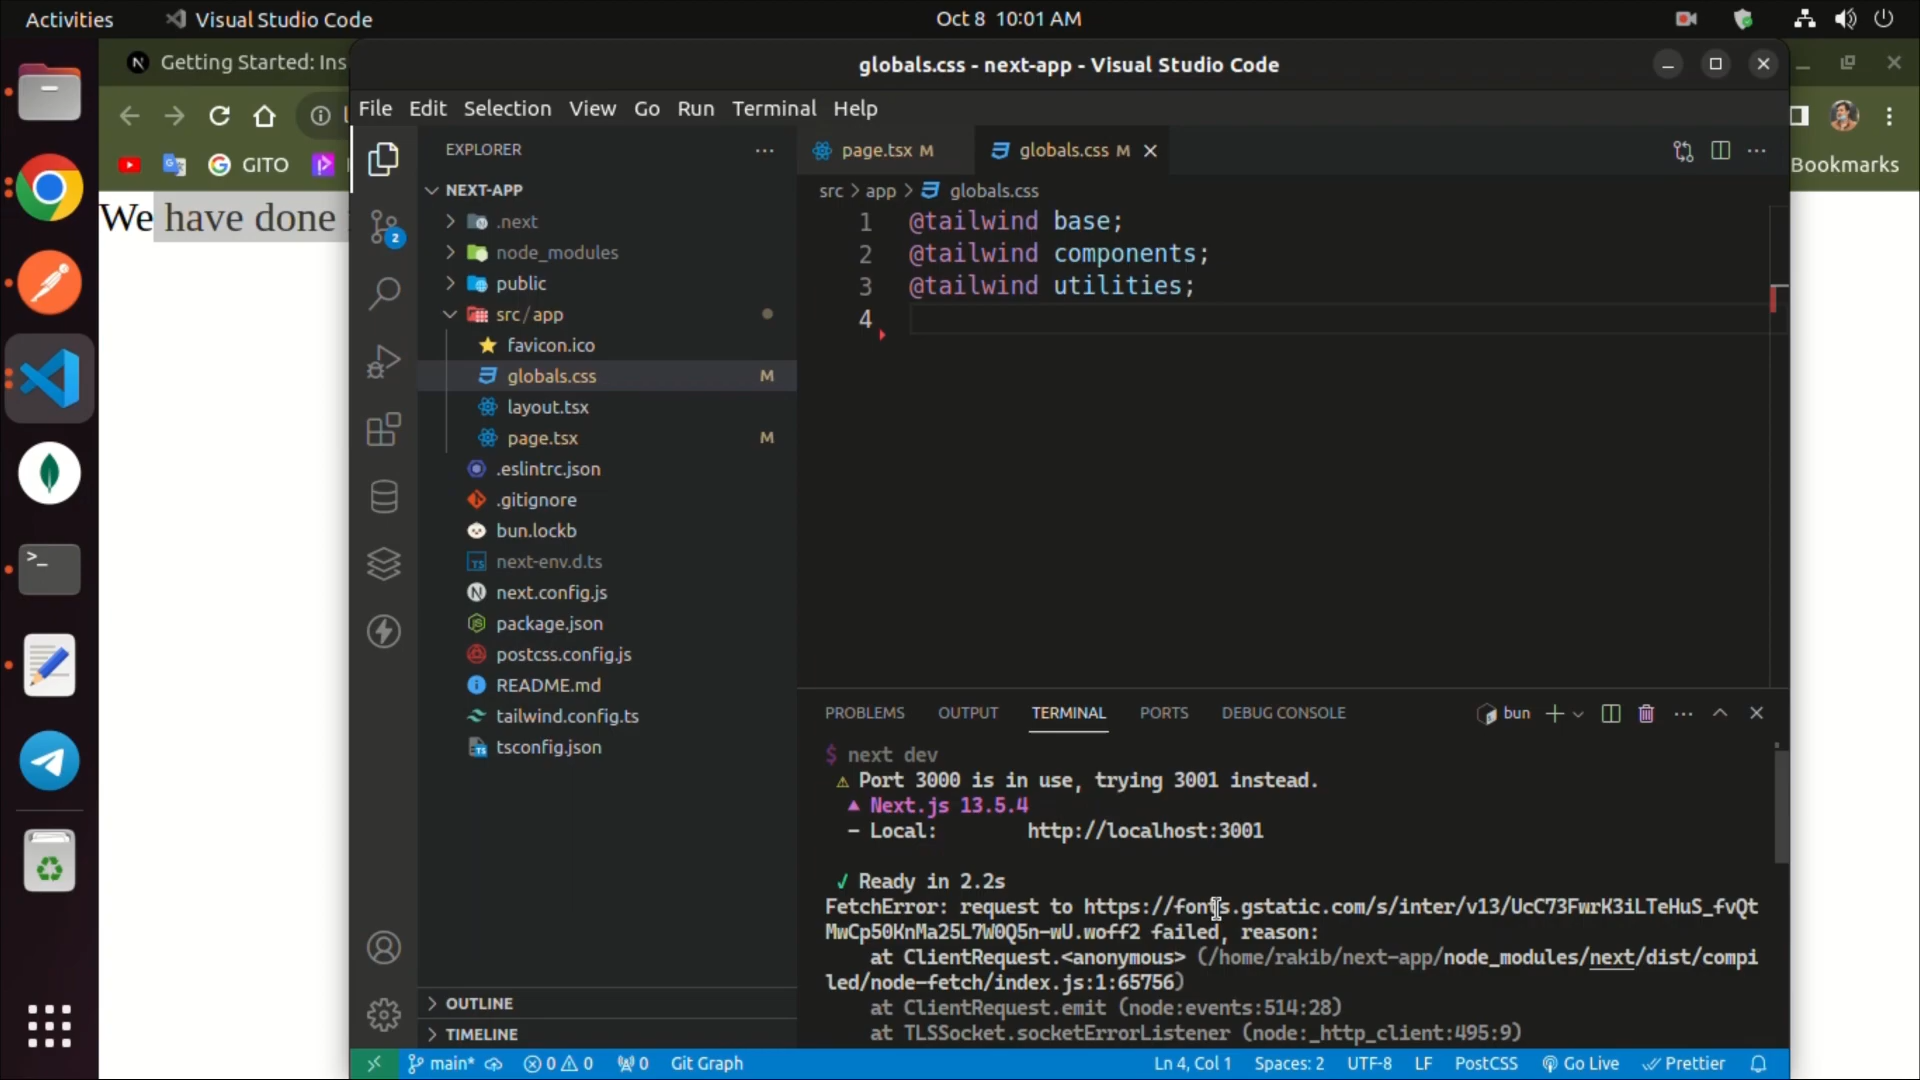 Activities
Visual Studio Code
Oct 8 10:01 AM
Getting Started: Ins
GITO
Bookmarks
We have done
globals.css - next-app - Visual Studio Code
File Edit Selection View Go Run Terminal Help
EXPLORER
NEXT-APP
.next
node_modules
public
src / app
favicon.ico
globals.css M
layout.tsx
page.tsx M
.eslintrc.json
.gitignore
bun.lockb
next-env.d.ts
next.config.js
package.json
postcss.config.js
README.md
tailwind.config.ts
tsconfig.json
OUTLINE
TIMELINE
2
page.tsx M
globals.css M
src > app > globals.css
1 @tailwind base;
2 @tailwind components;
3 @tailwind utilities;
4
PROBLEMS OUTPUT TERMINAL PORTS DEBUG CONSOLE
bun
$ next dev
⚠ Port 3000 is in use, trying 3001 instead.
▲ Next.js 13.5.4
- Local: http://localhost:3001
✓ Ready in 2.2s
FetchError: request to https://fonts.gstatic.com/s/inter/v13/UcC73FwrK3iLTeHuS_fvQt
MwCp50KnMa25L7W0Q5n-wU.woff2 failed, reason:
at ClientRequest.<anonymous> (/home/rakib/next-app/node_modules/next/dist/compi
led/node-fetch/index.js:1:65756)
at ClientRequest.emit (node:events:514:28)
at TLSSocket.socketErrorListener (node:_http_client:495:9)
main* 0 0 0 Git Graph
Ln 4, Col 1 Spaces: 2 UTF-8 LF PostCSS Go Live Prettier